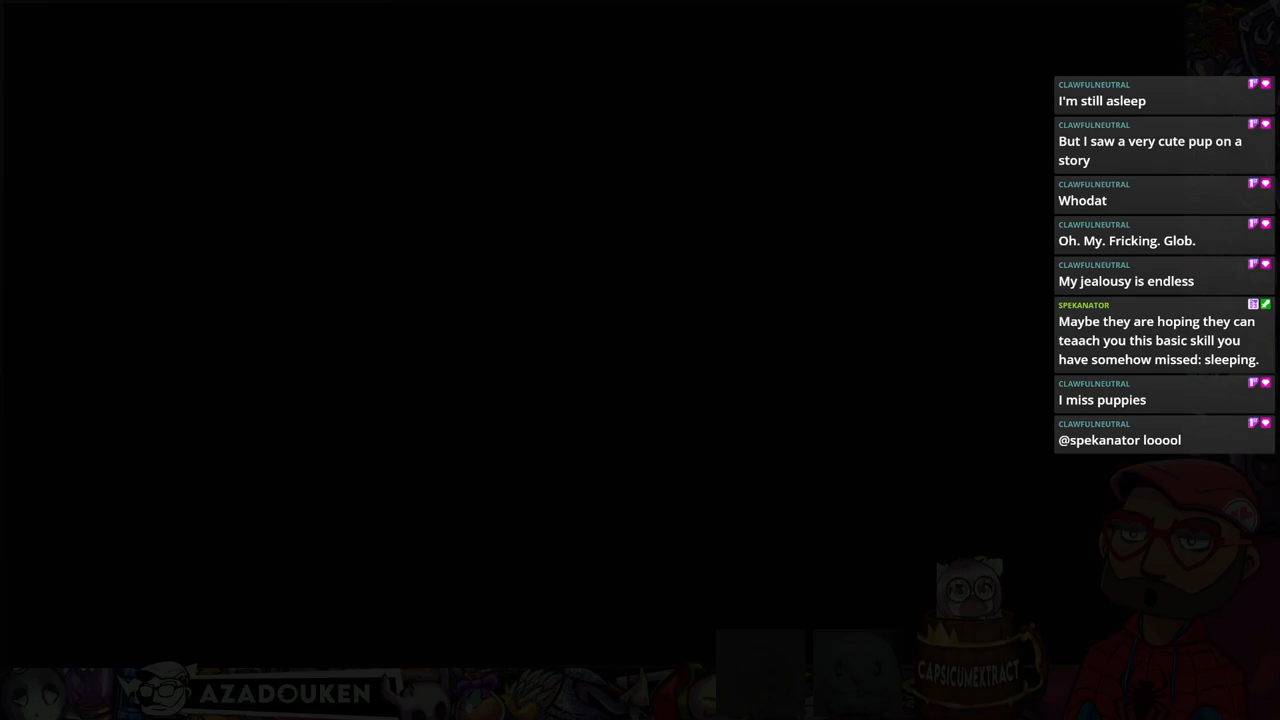 CLAWFULNEUTRAL
I'm still asleep
CLAWFULNEUTRAL
But I saw a very cute pup on a
story
CLAWFULNEUTRAL
Whodat
CLAWFULNEUTRAL
Oh. My. Fricking. Glob.
CLAWFULNEUTRAL
My jealousy is endless
SPEKANATOR
Maybe they are hoping they can
teaach you this basic skill you
have somehow missed: sleeping.
CLAWFULNEUTRAL
I miss puppies
CLAWFULNEUTRAL
@spekanator looool
CAPSICUMEXTRACT
AZADOUKEN